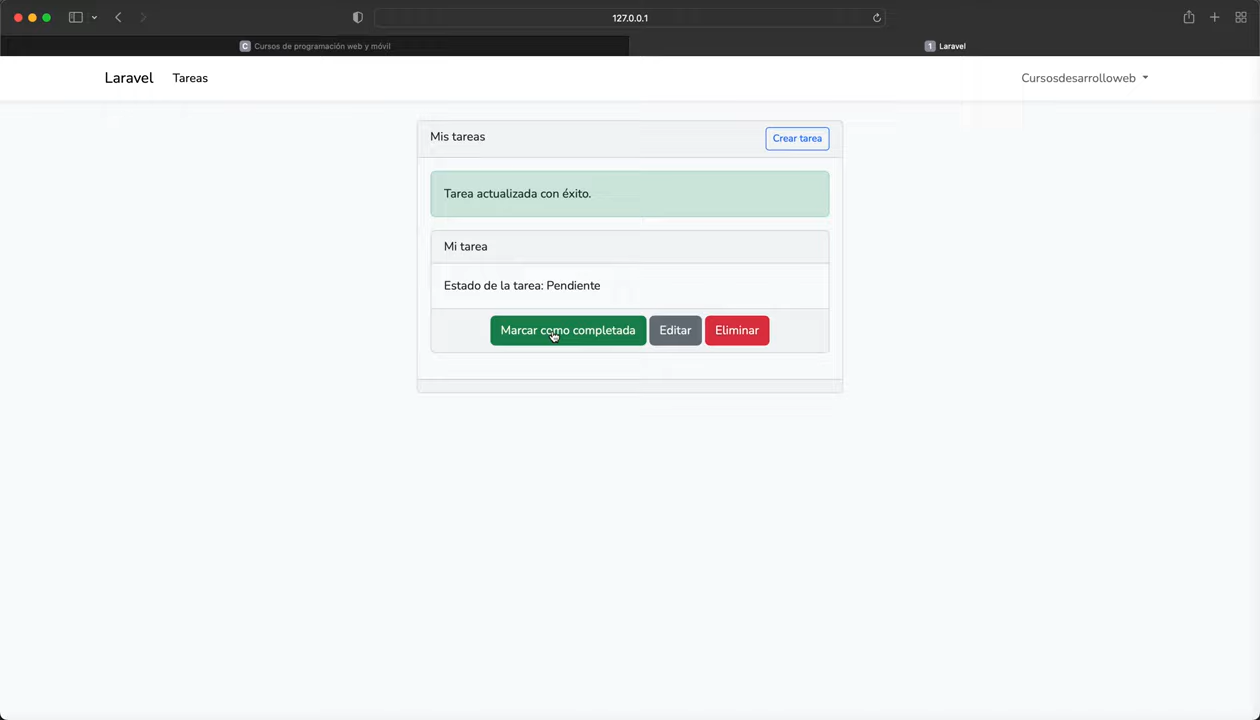 127.0.0.1
C Cursos de programación web y móvil
1 Laravel
Laravel Tareas Cursosdesarrolloweb
Mis tareas Crear tarea
Tarea actualizada con éxito.
Mi tarea
Estado de la tarea: Pendiente
Marcar como completada Editar Eliminar